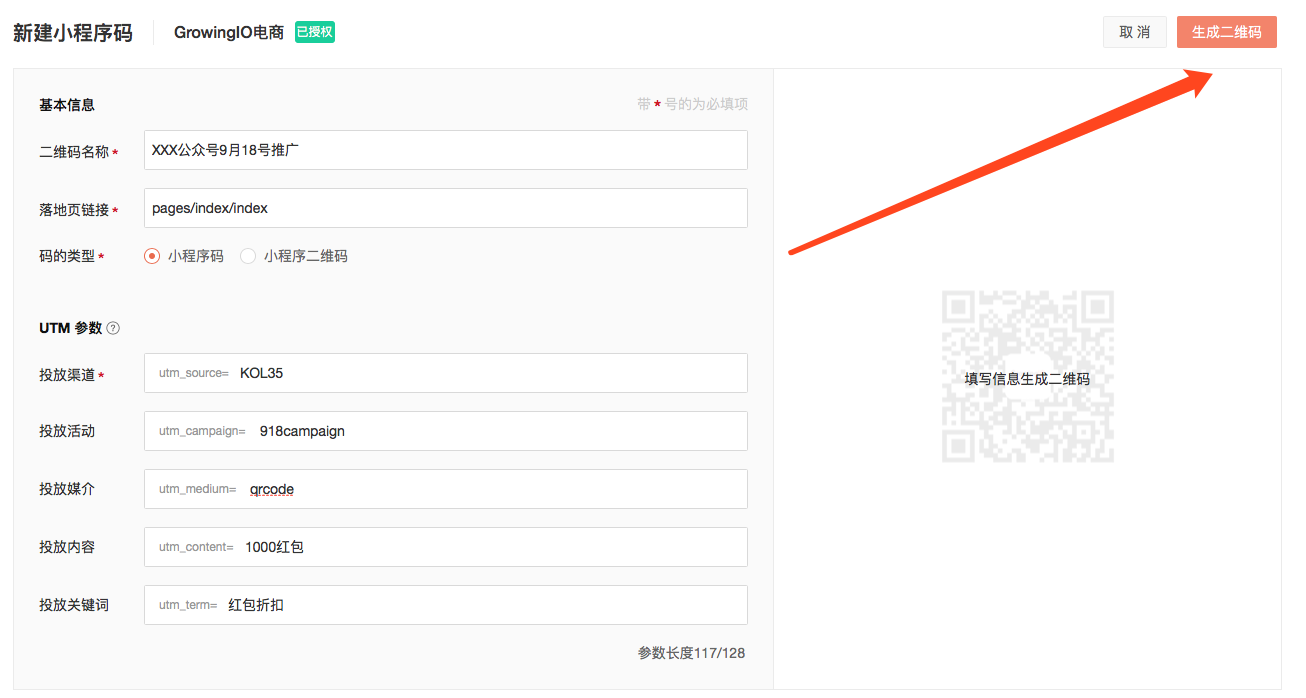 新建小程序码 GrowingIO电商 已授权 取 消 生成二维码
基本信息 带 * 号的为必填项
二维码名称 * XXX公众号9月18号推广
落地页链接 * pages/index/index
码的类型 * 小程序码 小程序二维码
UTM 参数 ?
投放渠道 * utm_source= KOL35
填写信息生成二维码
投放活动 utm_campaign= 918campaign
投放媒介 utm_medium= qrcode
投放内容 utm_content= 1000红包
投放关键词 utm_term= 红包折扣
参数长度117/128